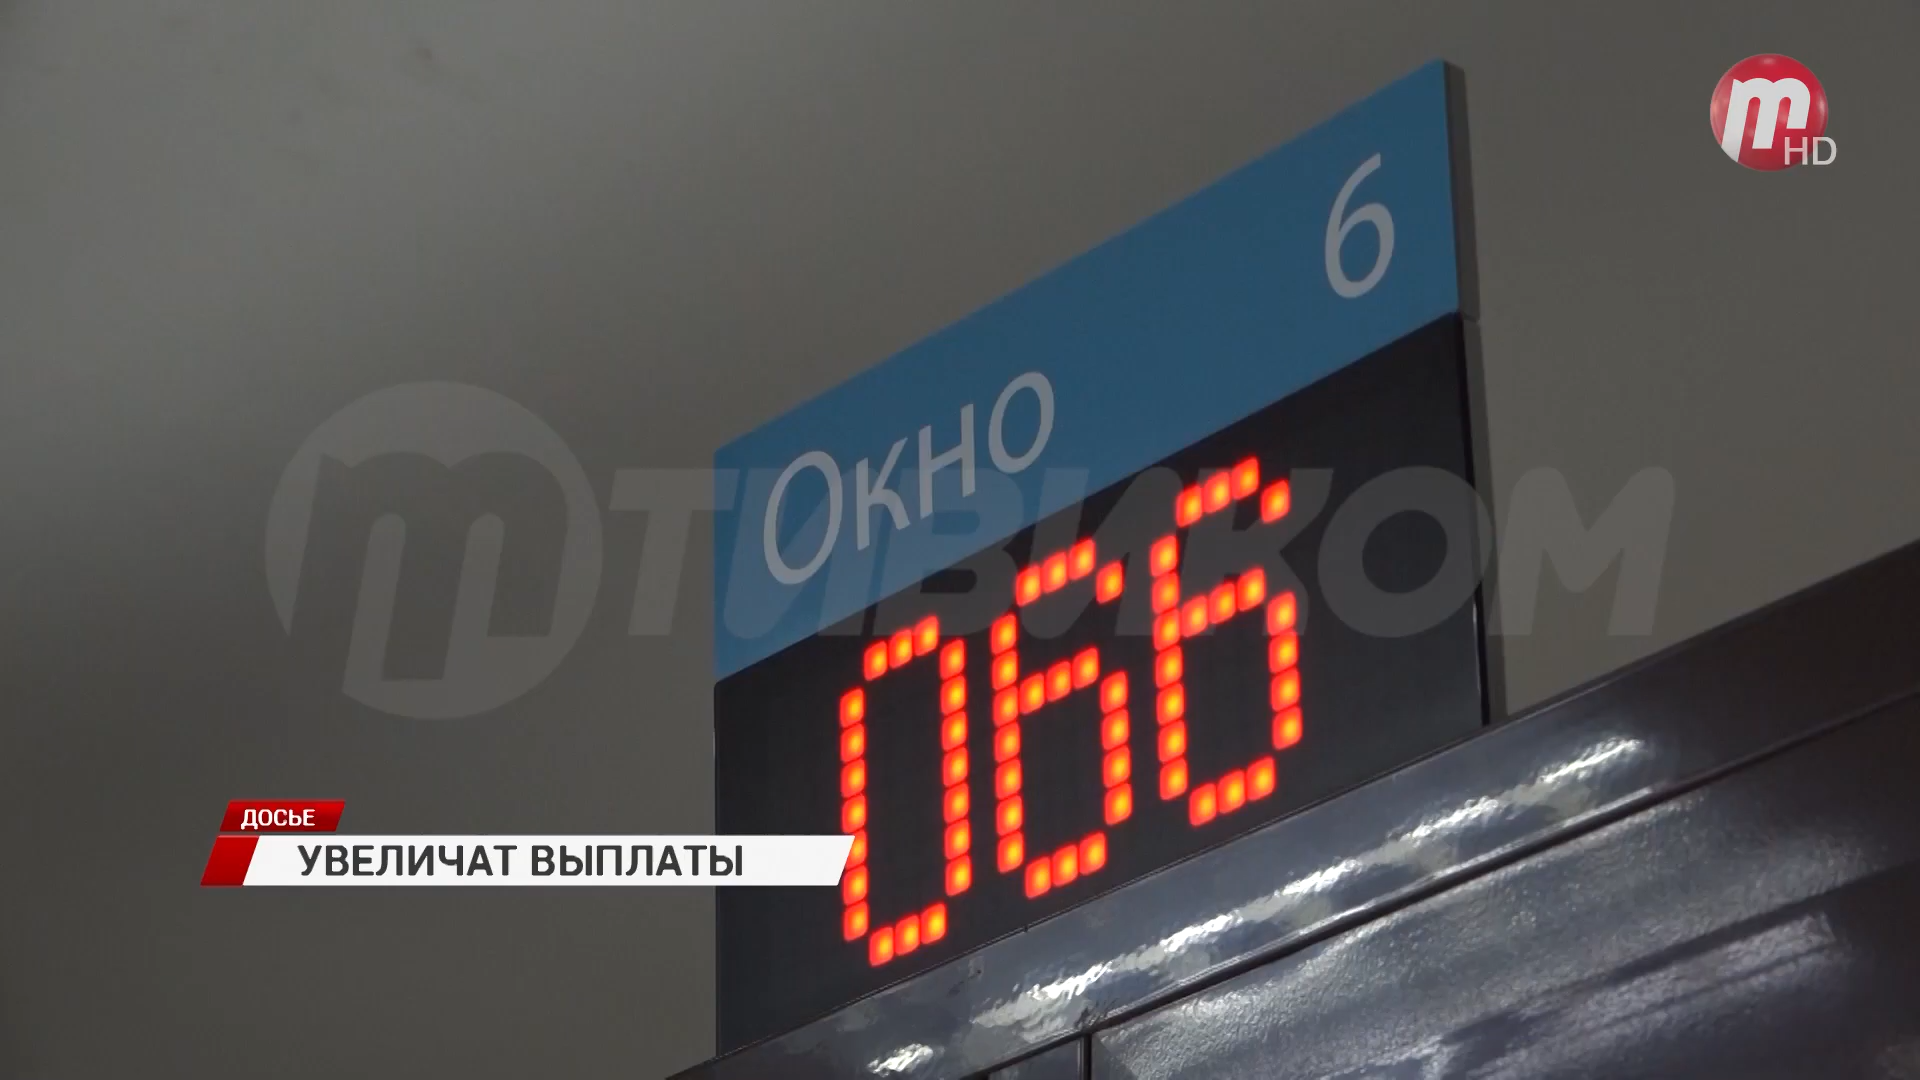 HD
Окно 6
ТИВИКОМ
066
ДОСЬЕ
УВЕЛИЧАТ ВЫПЛАТЫ